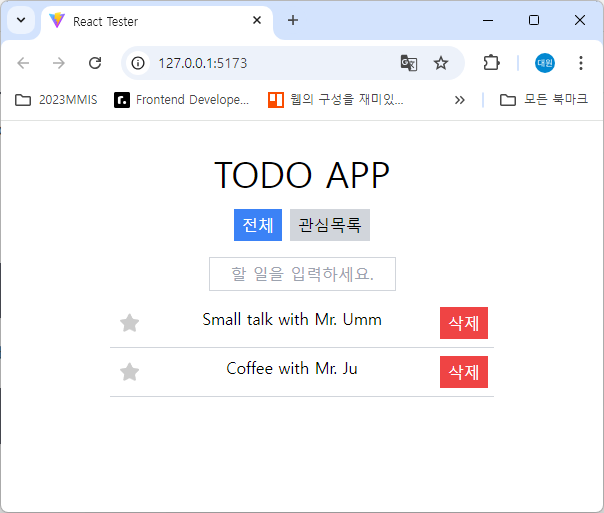 React Tester
127.0.0.1:5173
대원
2023MMIS
Frontend Develope...
웹의 구성을 재미있...
모든 북마크
TODO APP
전체 관심목록
할 일을 입력하세요.
Small talk with Mr. Umm 삭제
Coffee with Mr. Ju 삭제